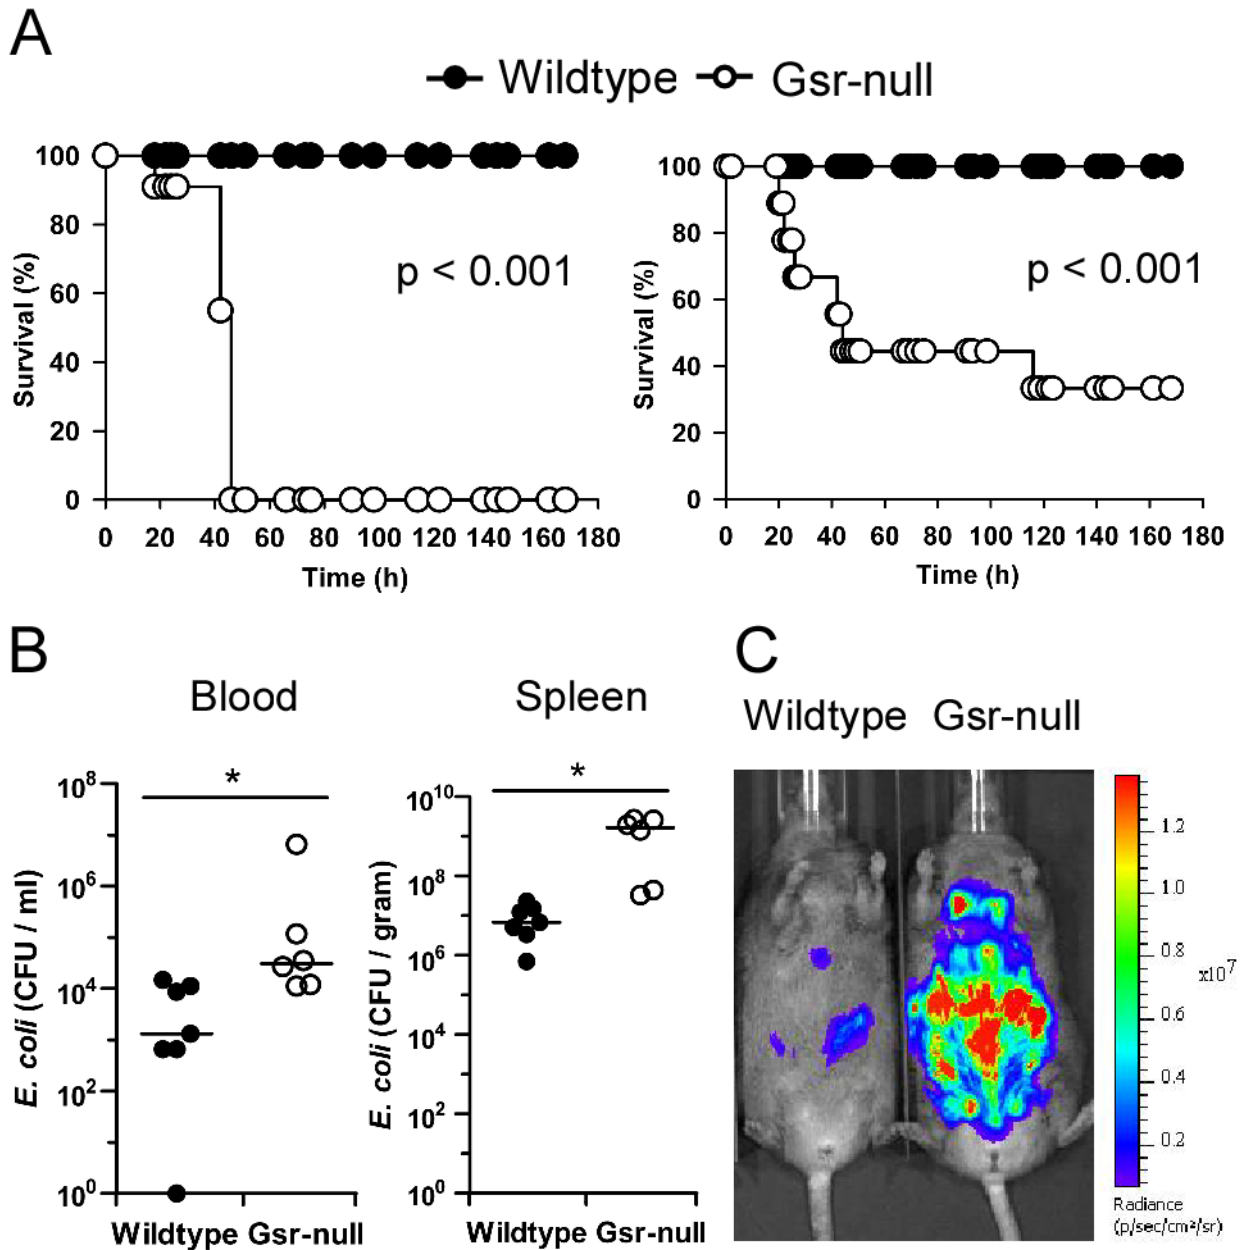 A
Wildtype Gsr-null
100
80
60
40
20
0
Survival (%)
p < 0.001
0 20 40 60 80 100 120 140 160 180
Time (h)
100
80
60
40
20
0
Survival (%)
p < 0.001
0 20 40 60 80 100 120 140 160 180
Time (h)
B
Blood
*
10⁸
10⁶
10⁴
10²
10⁰
E. coli (CFU / ml)
Wildtype Gsr-null
Spleen
*
10¹⁰
10⁸
10⁶
10⁴
10²
10⁰
E. coli (CFU / gram)
Wildtype Gsr-null
C
Wildtype Gsr-null
1.2
1.0
0.8
0.6
0.4
0.2
x10⁷
Radiance
(p/sec/cm²/sr)